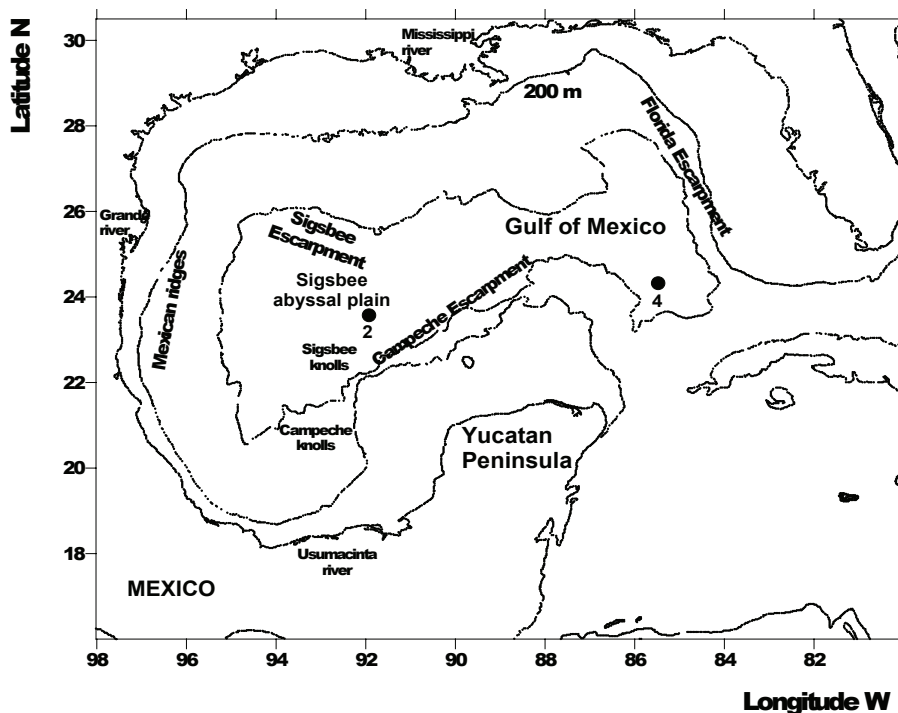 Latitude N
30
28
26
24
22
20
18
Mississippi
river
200 m
Florida Escarpment
Grande
river
Sigsbee
Escarpment
Gulf of Mexico
Mexican ridges
Sigsbee
abyssal plain
2
4
Campeche Escarpment
Sigsbee
knolls
Campeche
knolls
Yucatan
Peninsula
Usumacinta
river
MEXICO
98
96
94
92
90
88
86
84
82
Longitude W